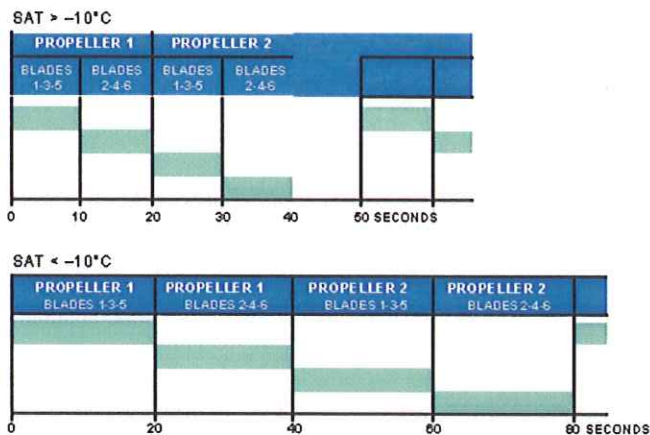 SAT > –10°C
PROPELLER 1 PROPELLER 2
BLADES 1-3-5 BLADES 2-4-6 BLADES 1-3-5 BLADES 2-4-6
0 10 20 30 40 50 SECONDS
SAT < –10°C
PROPELLER 1 PROPELLER 1 PROPELLER 2 PROPELLER 2
BLADES 1-3-5 BLADES 2-4-6 BLADES 1-3-5 BLADES 2-4-6
0 20 40 60 80 SECONDS